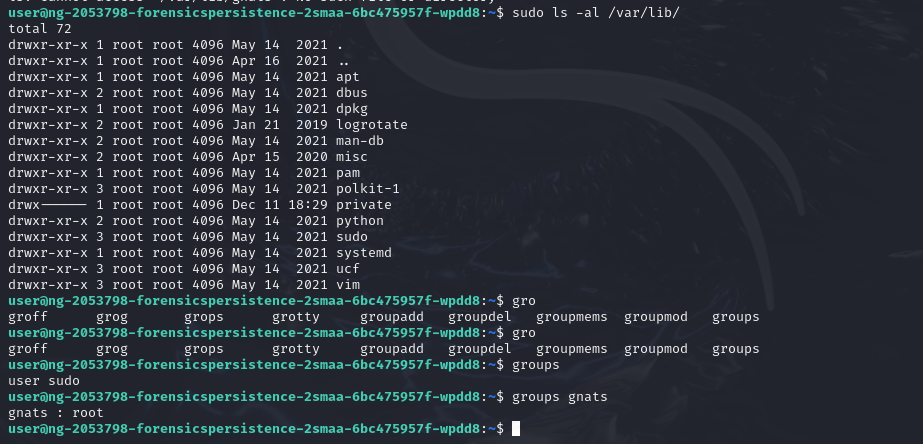 user@ng-2053798-forensicspersistence-2smaa-6bc475957f-wpdd8:~$ sudo ls -al /var/lib/
total 72
drwxr-xr-x 1 root root 4096 May 14  2021 .
drwxr-xr-x 1 root root 4096 Apr 16  2021 ..
drwxr-xr-x 1 root root 4096 May 14  2021 apt
drwxr-xr-x 2 root root 4096 May 14  2021 dbus
drwxr-xr-x 1 root root 4096 May 14  2021 dpkg
drwxr-xr-x 2 root root 4096 Jan 21  2019 logrotate
drwxr-xr-x 2 root root 4096 May 14  2021 man-db
drwxr-xr-x 2 root root 4096 Apr 15  2020 misc
drwxr-xr-x 1 root root 4096 May 14  2021 pam
drwxr-xr-x 3 root root 4096 May 14  2021 polkit-1
drwx------ 1 root root 4096 Dec 11 18:29 private
drwxr-xr-x 2 root root 4096 May 14  2021 python
drwxr-xr-x 3 root root 4096 May 14  2021 sudo
drwxr-xr-x 1 root root 4096 May 14  2021 systemd
drwxr-xr-x 3 root root 4096 May 14  2021 ucf
drwxr-xr-x 3 root root 4096 May 14  2021 vim
user@ng-2053798-forensicspersistence-2smaa-6bc475957f-wpdd8:~$ gro
groff      grog       grops      grotty     groupadd   groupdel   groupmems  groupmod   groups
user@ng-2053798-forensicspersistence-2smaa-6bc475957f-wpdd8:~$ gro
groff      grog       grops      grotty     groupadd   groupdel   groupmems  groupmod   groups
user@ng-2053798-forensicspersistence-2smaa-6bc475957f-wpdd8:~$ groups
user sudo
user@ng-2053798-forensicspersistence-2smaa-6bc475957f-wpdd8:~$ groups gnats
gnats : root
user@ng-2053798-forensicspersistence-2smaa-6bc475957f-wpdd8:~$